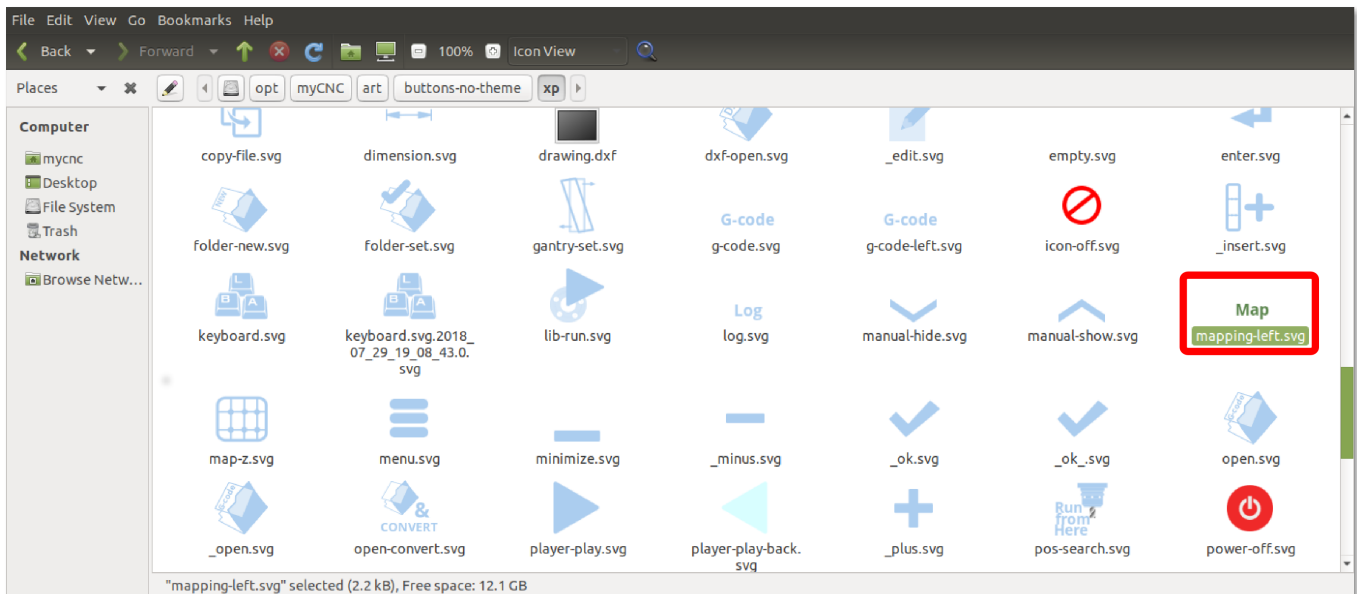 File Edit View Go Bookmarks Help
Back Forward 100% Icon View
Places opt myCNC art buttons-no-theme xp
Computer
mycnc
Desktop
File System
Trash
Network
Browse Netw...
copy-file.svg dimension.svg drawing.dxf dxf-open.svg _edit.svg empty.svg enter.svg
NEW G-code G-code
folder-new.svg folder-set.svg gantry-set.svg g-code.svg g-code-left.svg icon-off.svg _insert.svg
L B A L B A Log Map
keyboard.svg keyboard.svg.2018_ lib-run.svg log.svg manual-hide.svg manual-show.svg mapping-left.svg
07_29_19_08_43.0.
svg
G-code
map-z.svg menu.svg minimize.svg _minus.svg _ok.svg _ok_.svg open.svg
G-code & CONVERT Run from Here
_open.svg open-convert.svg player-play.svg player-play-back. _plus.svg pos-search.svg power-off.svg
svg
"mapping-left.svg" selected (2.2 kB), Free space: 12.1 GB